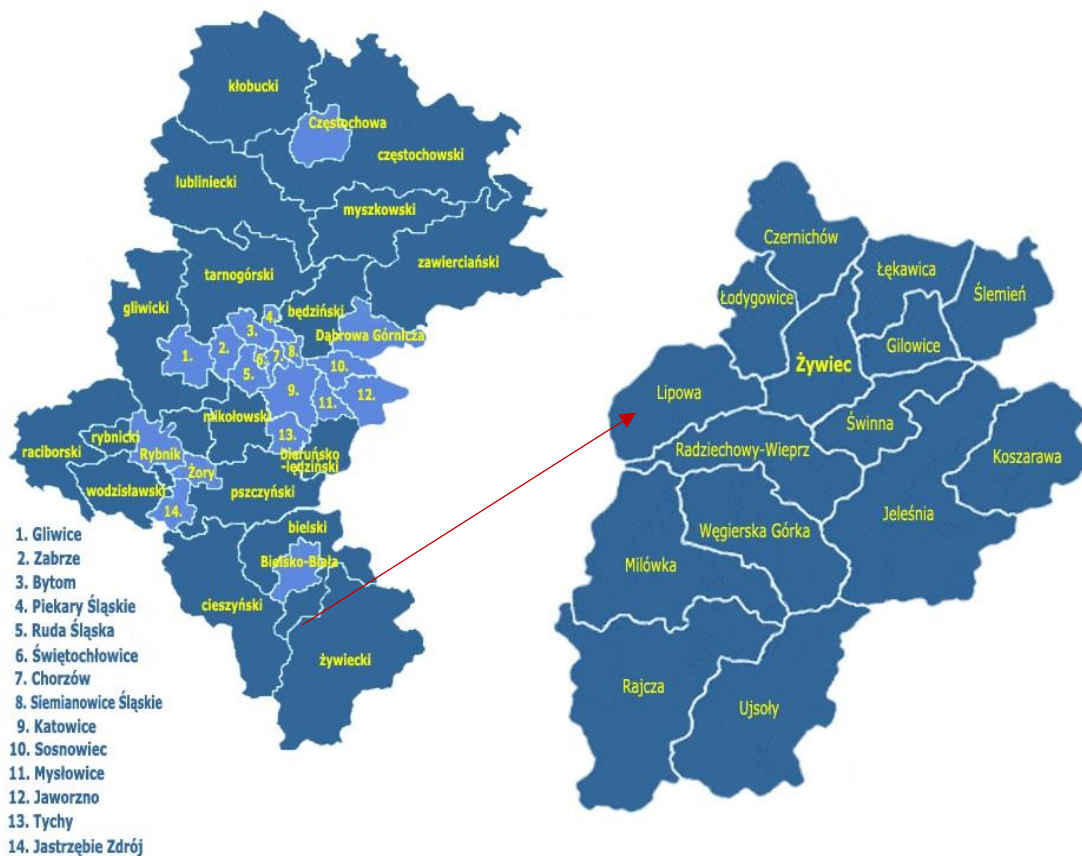 kłobucki
Częstochowa
częstochowski
lubliniecki
myszkowski
zawierciański
tarnogórski
gliwicki
będziński
4.
Dąbrowa Górnicza
3.
2.
1.
6.
7.
8.
5.
10.
9.
11.
12.
mikołowski
13.
rybnicki
Rybnik
raciborski
bieruńsko
-lędziński
Żory
wodzisławski
pszczyński
14.
bielski
Bielsko-Biała
cieszyński
żywiecki
1. Gliwice
2. Zabrze
3. Bytom
4. Piekary Śląskie
5. Ruda Śląska
6. Świętochłowice
7. Chorzów
8. Siemianowice Śląskie
9. Katowice
10. Sosnowiec
11. Mysłowice
12. Jaworzno
13. Tychy
14. Jastrzębie Zdrój
Czernichów
Łękawica
Ślemień
Łodygowice
Gilowice
Żywiec
Lipowa
Świnna
Radziechowy-Wieprz
Koszarawa
Jeleśnia
Węgierska Górka
Milówka
Rajcza
Ujsoły